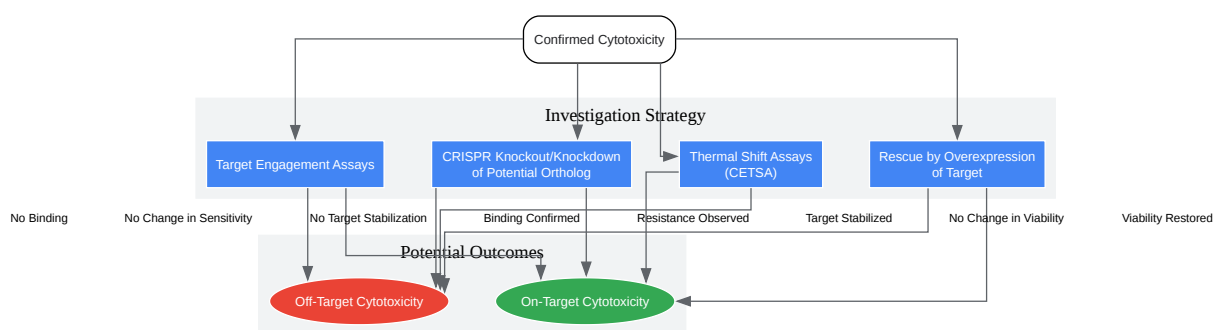 Confirmed Cytotoxicity
Investigation Strategy
Target Engagement Assays
CRISPR Knockout/Knockdown
of Potential Ortholog
Thermal Shift Assays
(CETSA)
Rescue by Overexpression
of Target
No Binding
No Change in Sensitivity
No Target Stabilization
Binding Confirmed
Resistance Observed
Target Stabilized
No Change in Viability
Viability Restored
Potential Outcomes
Off-Target Cytotoxicity
On-Target Cytotoxicity